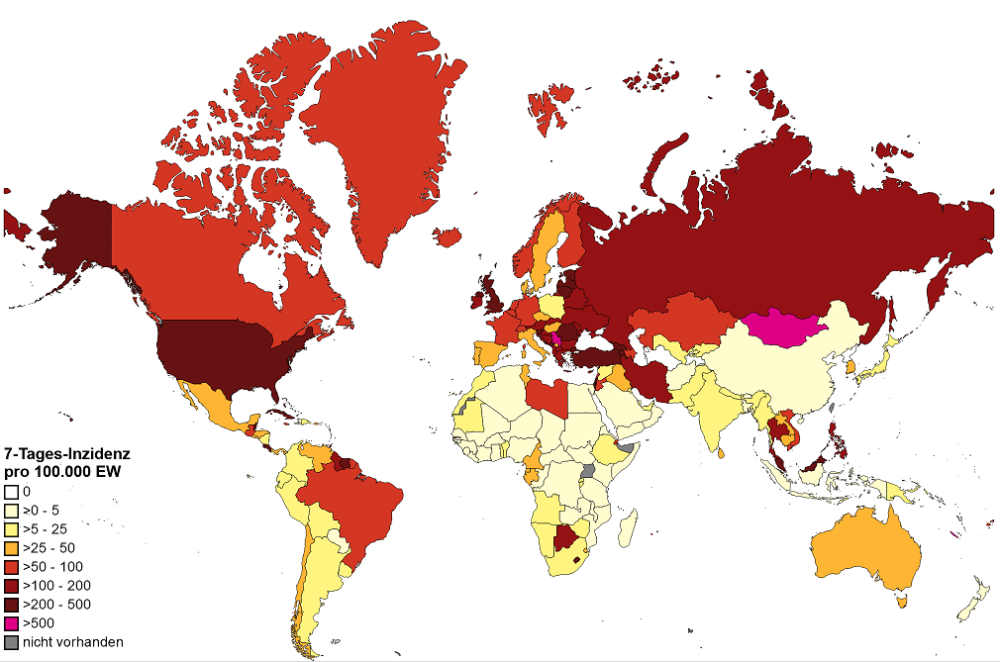 7-Tages-Inzidenz
pro 100.000 EW
0
>0 - 5
>5 - 25
>25 - 50
>50 - 100
>100 - 200
>200 - 500
>500
nicht vorhanden